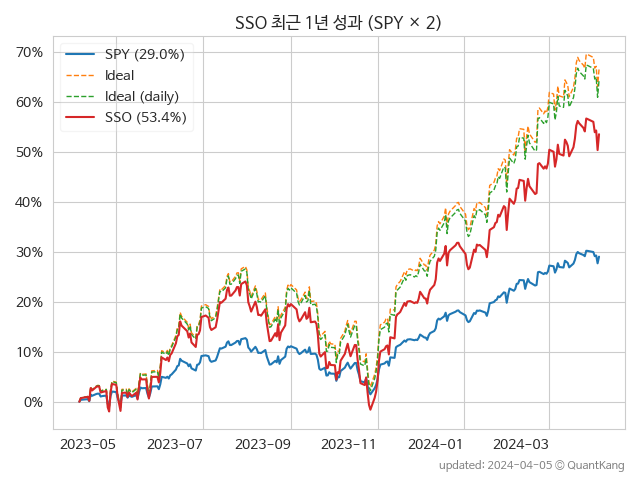 SSO 최근 1년 성과 (SPY × 2)
SPY (29.0%)
Ideal
Ideal (daily)
SSO (53.4%)
70%
60%
50%
40%
30%
20%
10%
0%
2023−05 2023−07 2023−09 2023−11 2024−01 2024−03
updated: 2024-04-05 © QuantKang